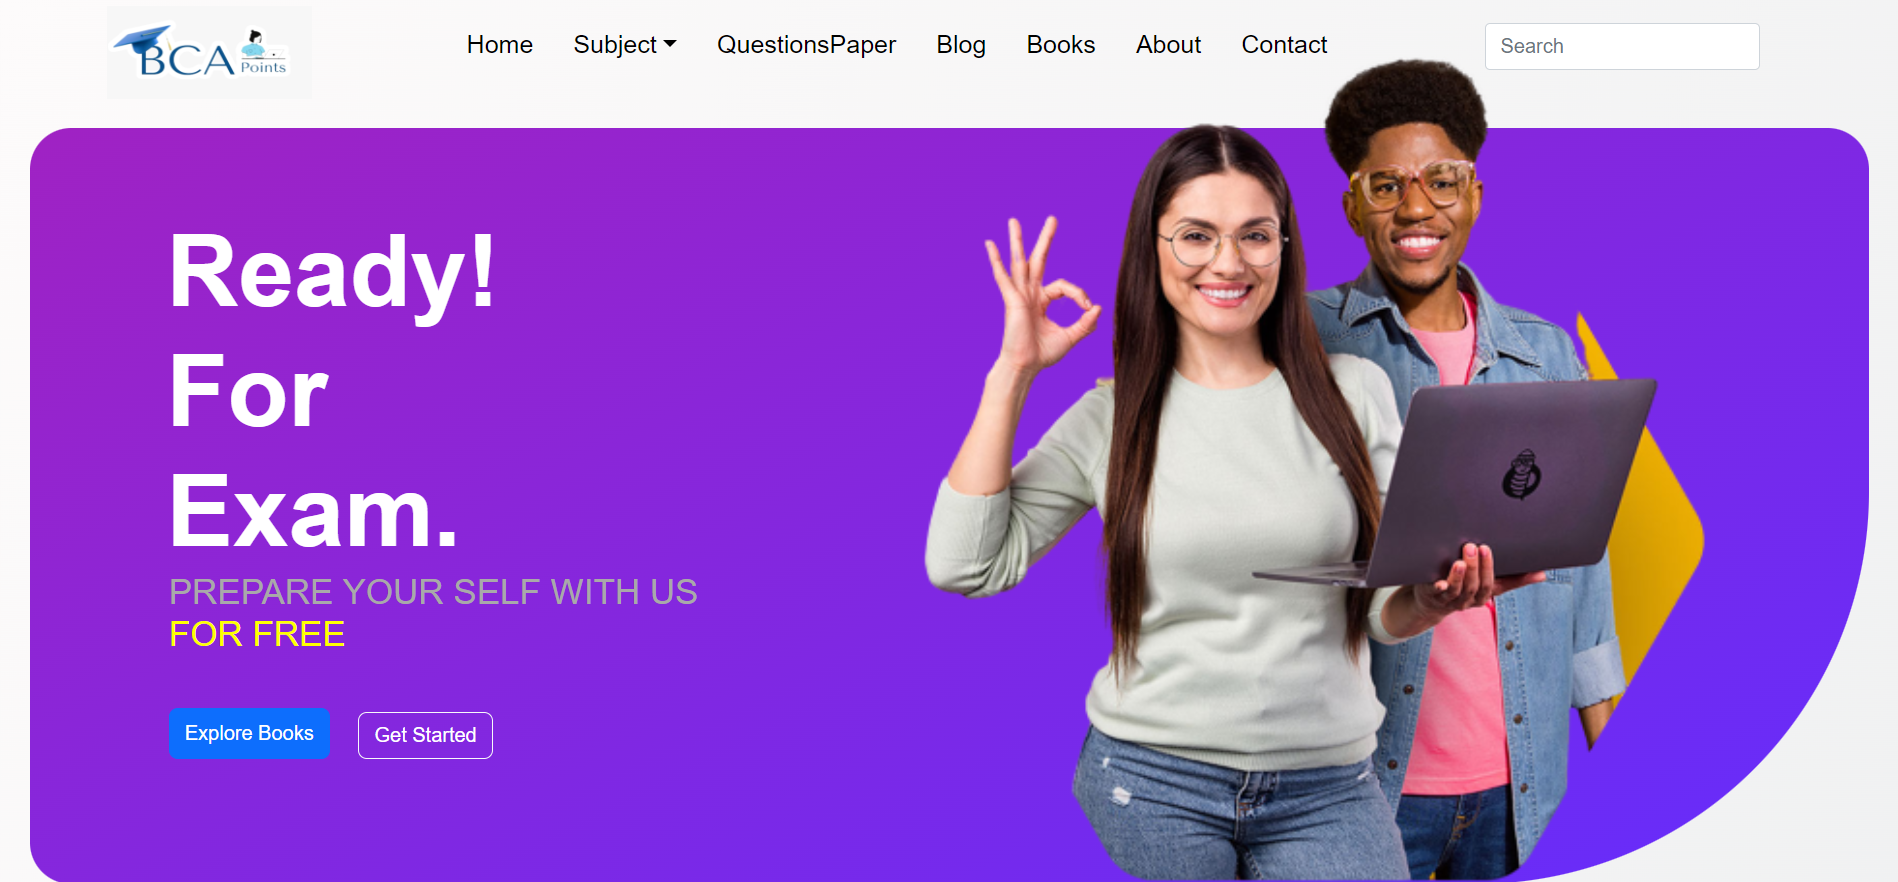 BCA
Points
Home
Subject
QuestionsPaper
Blog
Books
About
Contact
Search
Ready!
For
Exam.
PREPARE YOUR SELF WITH US
FOR FREE
Explore Books
Get Started